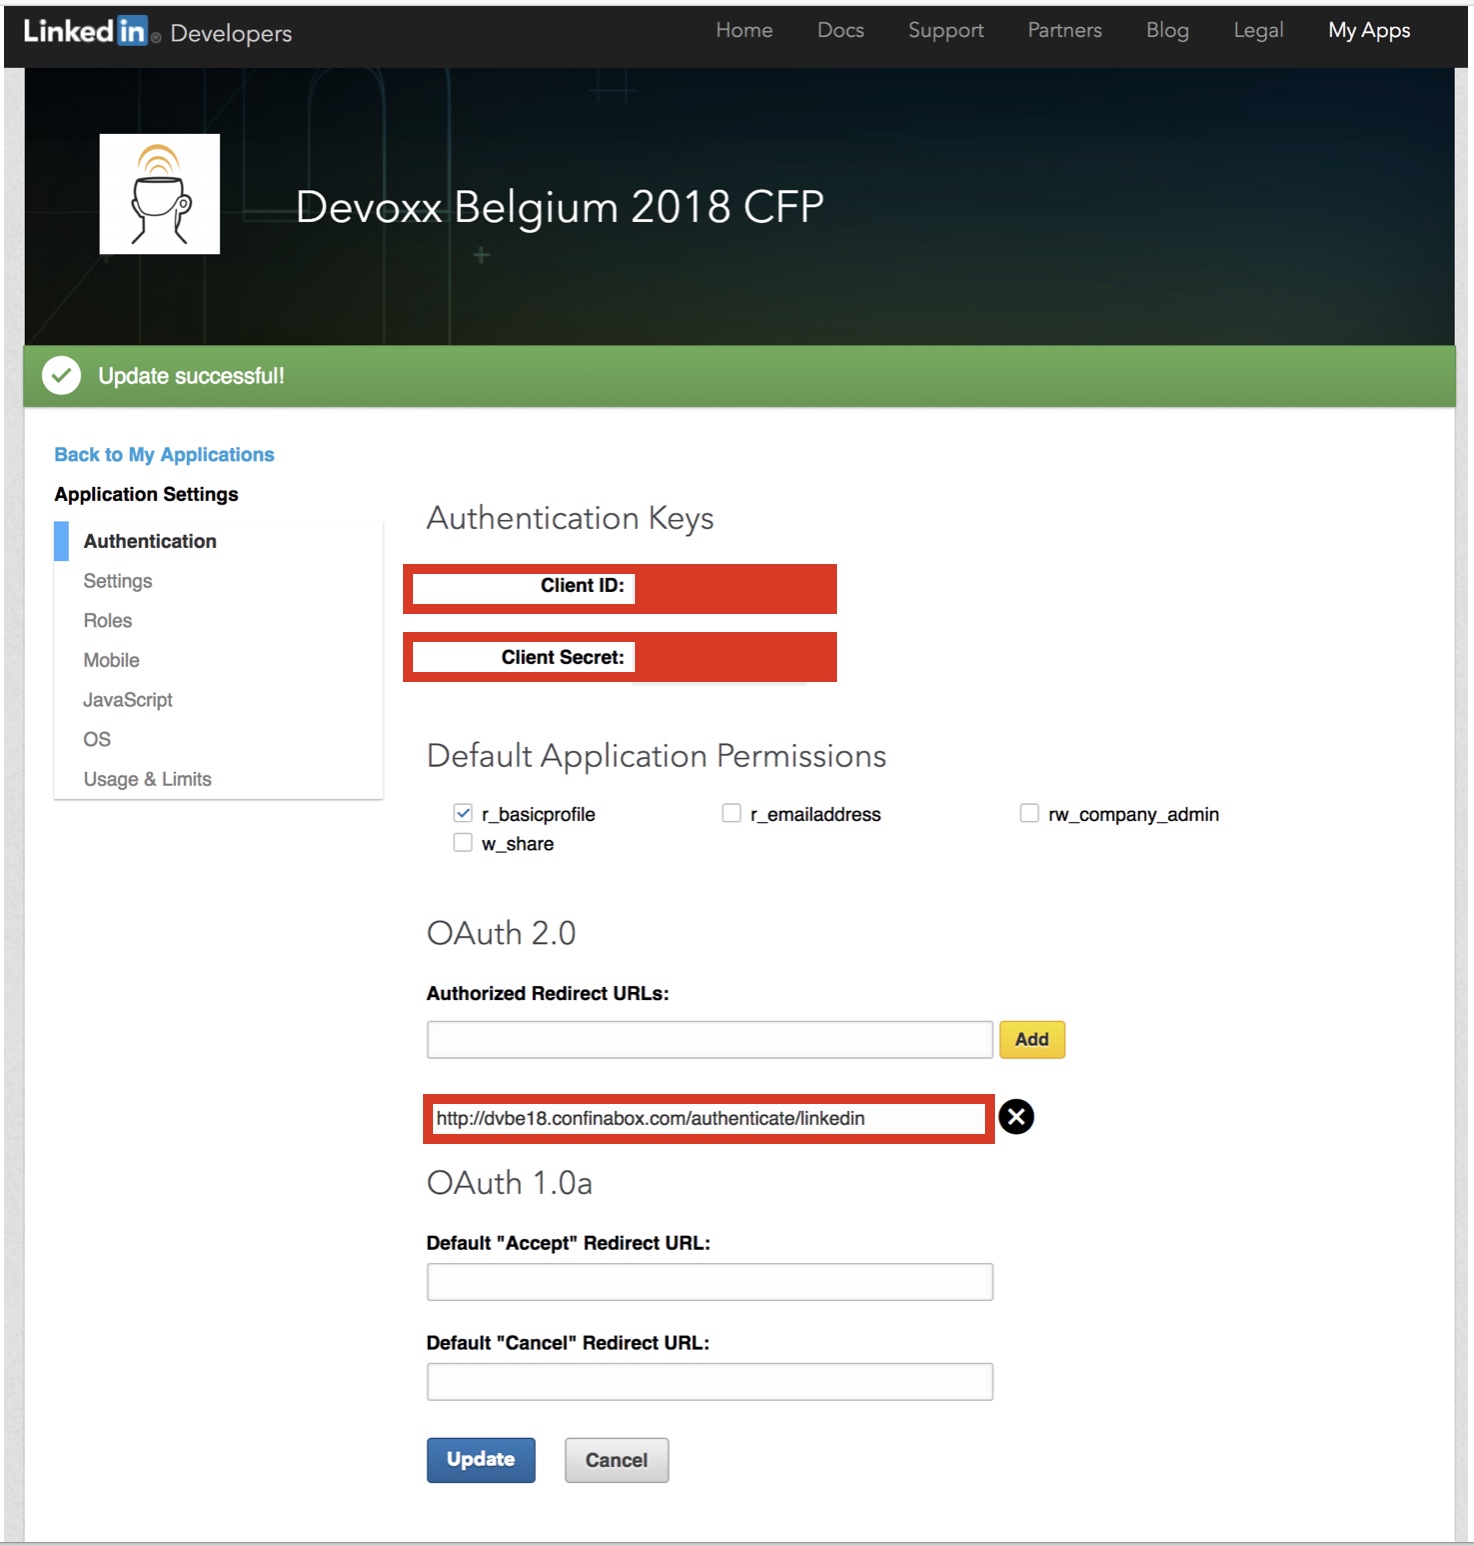 Linked in ® Developers
Home Docs Support Partners Blog Legal My Apps
Devoxx Belgium 2018 CFP
Update successful!
Back to My Applications
Application Settings
Authentication
Settings
Roles
Mobile
JavaScript
OS
Usage & Limits
Authentication Keys
Client ID:
Client Secret:
Default Application Permissions
r_basicprofile r_emailaddress rw_company_admin
w_share
OAuth 2.0
Authorized Redirect URLs:
Add
http://dvbe18.confinabox.com/authenticate/linkedin
OAuth 1.0a
Default "Accept" Redirect URL:
Default "Cancel" Redirect URL:
Update Cancel